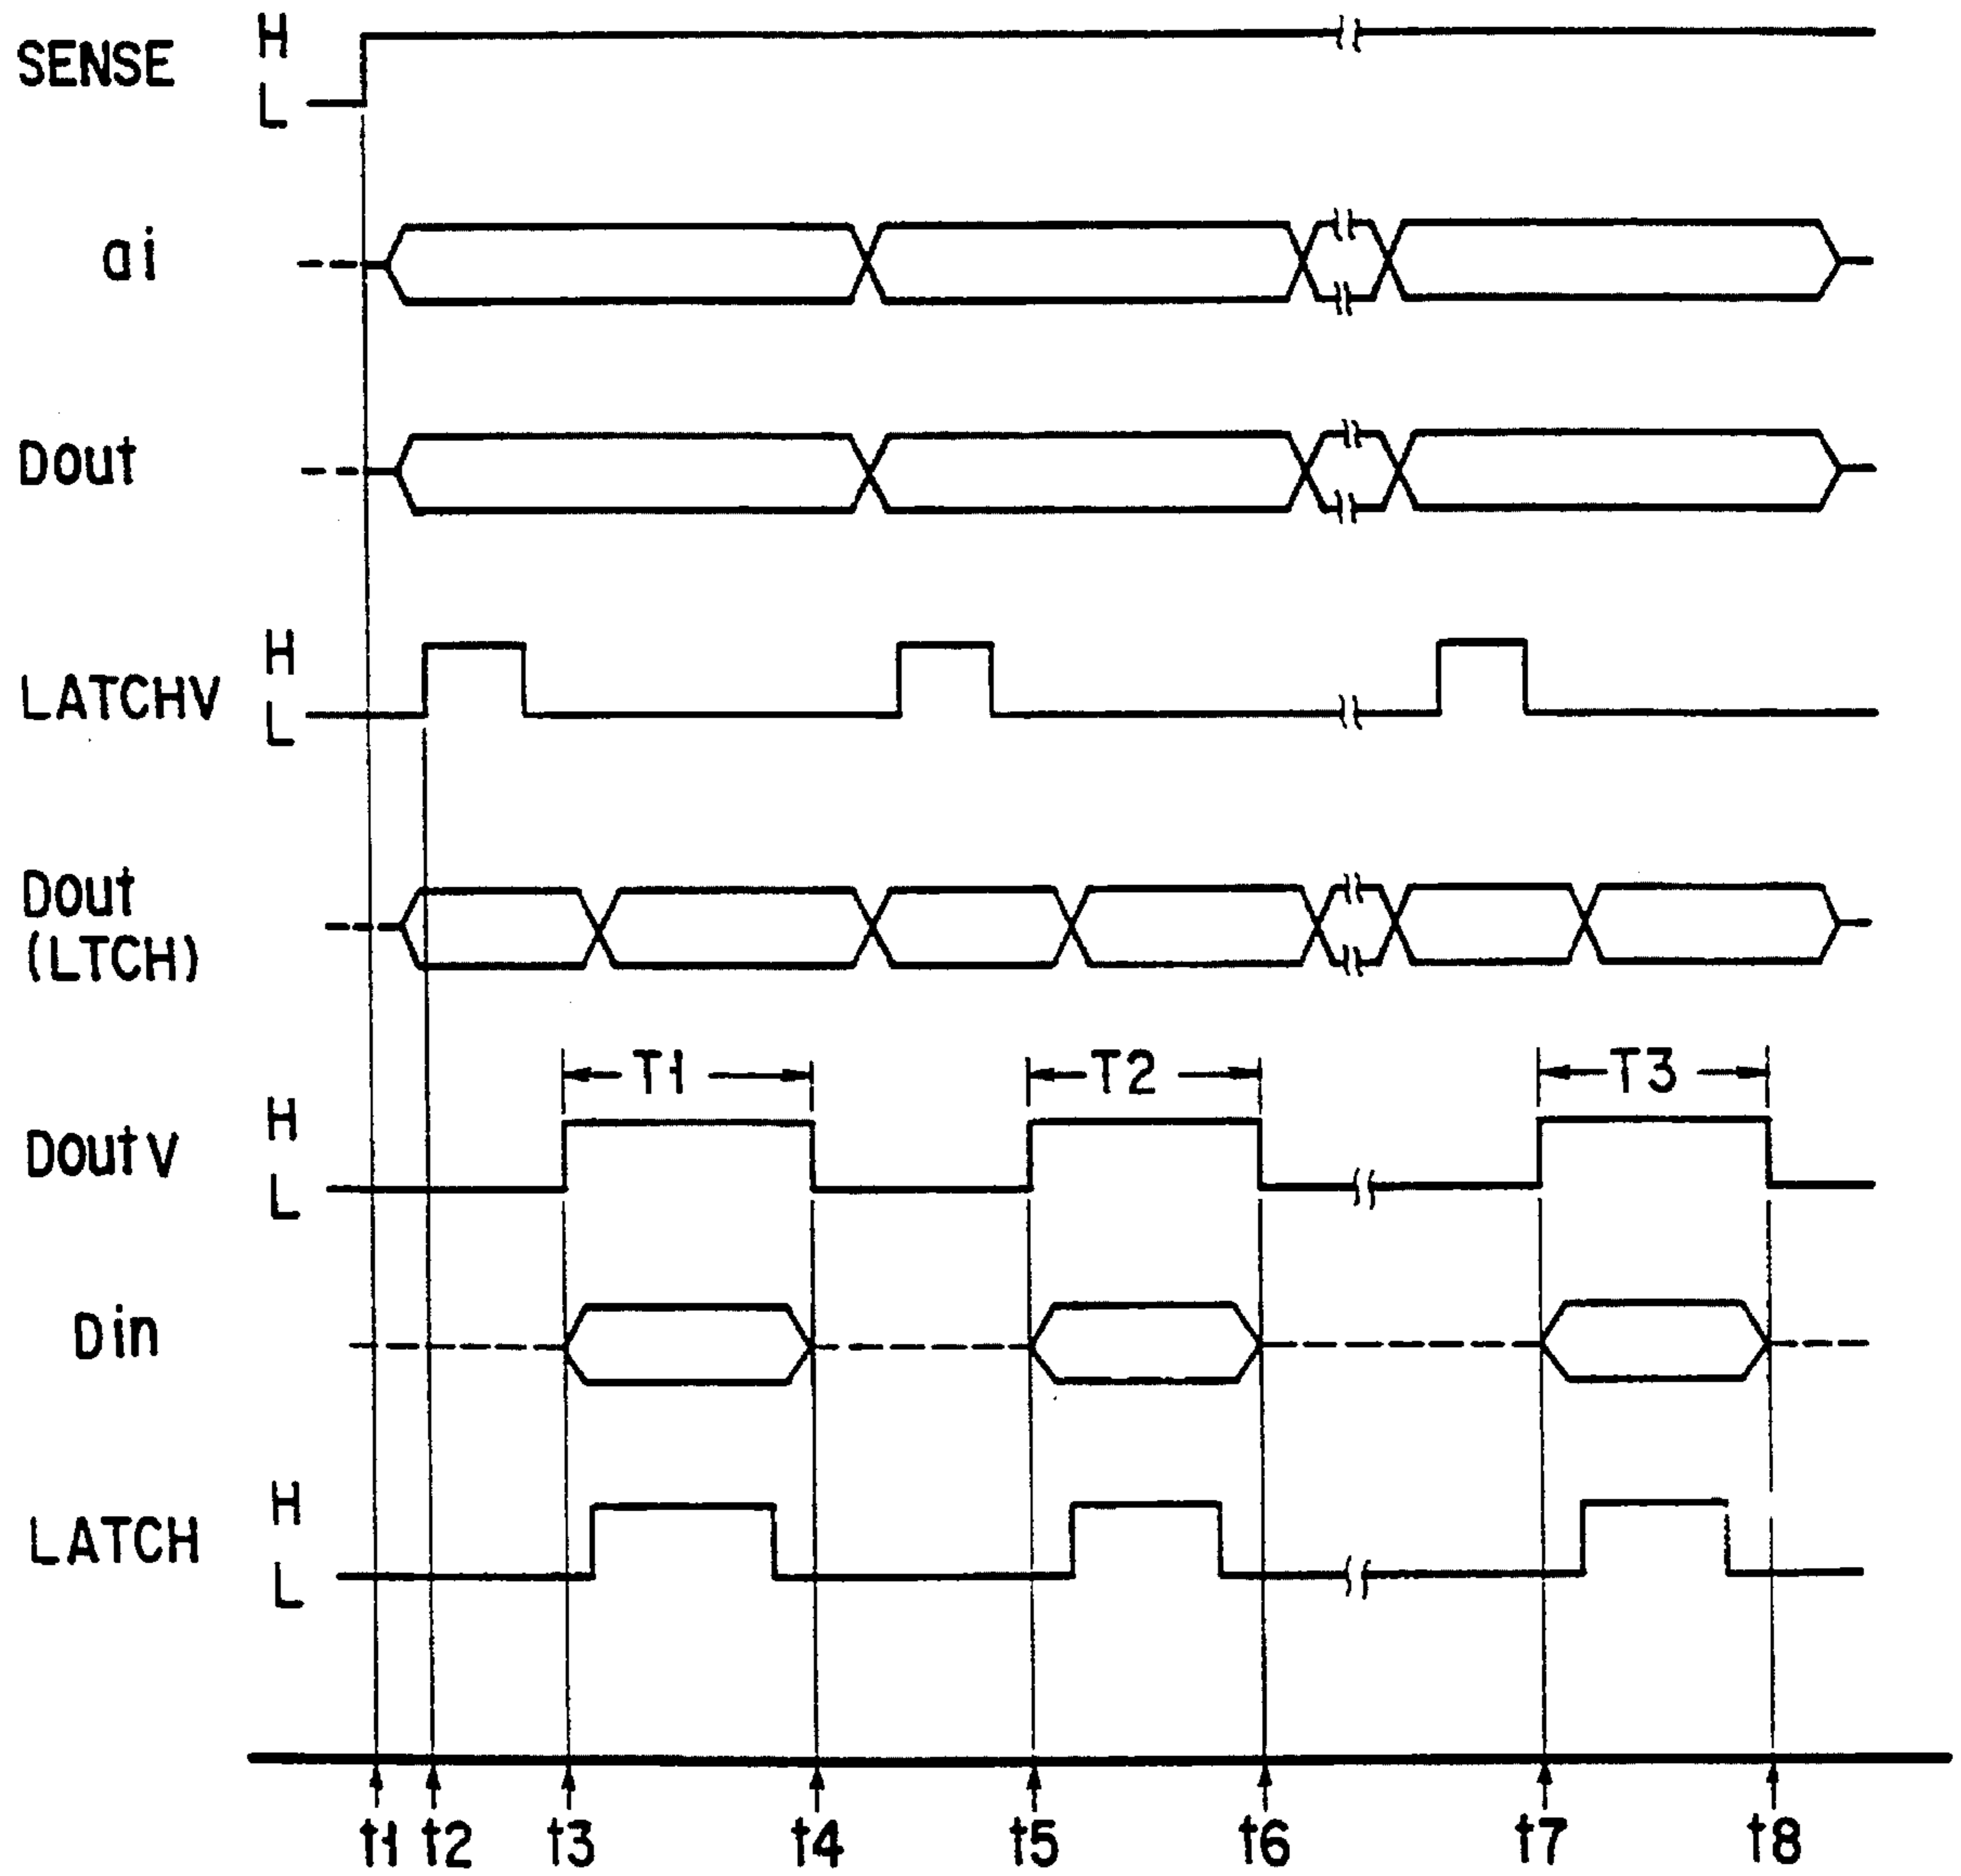 SENSE
H
L
ai
Dout
LATCHV
H
L
Dout
(LTCH)
T1 T2 T3
DoutV
H
L
Din
LATCH
H
L
t1 t2 t3 t4 t5 t6 t7 t8